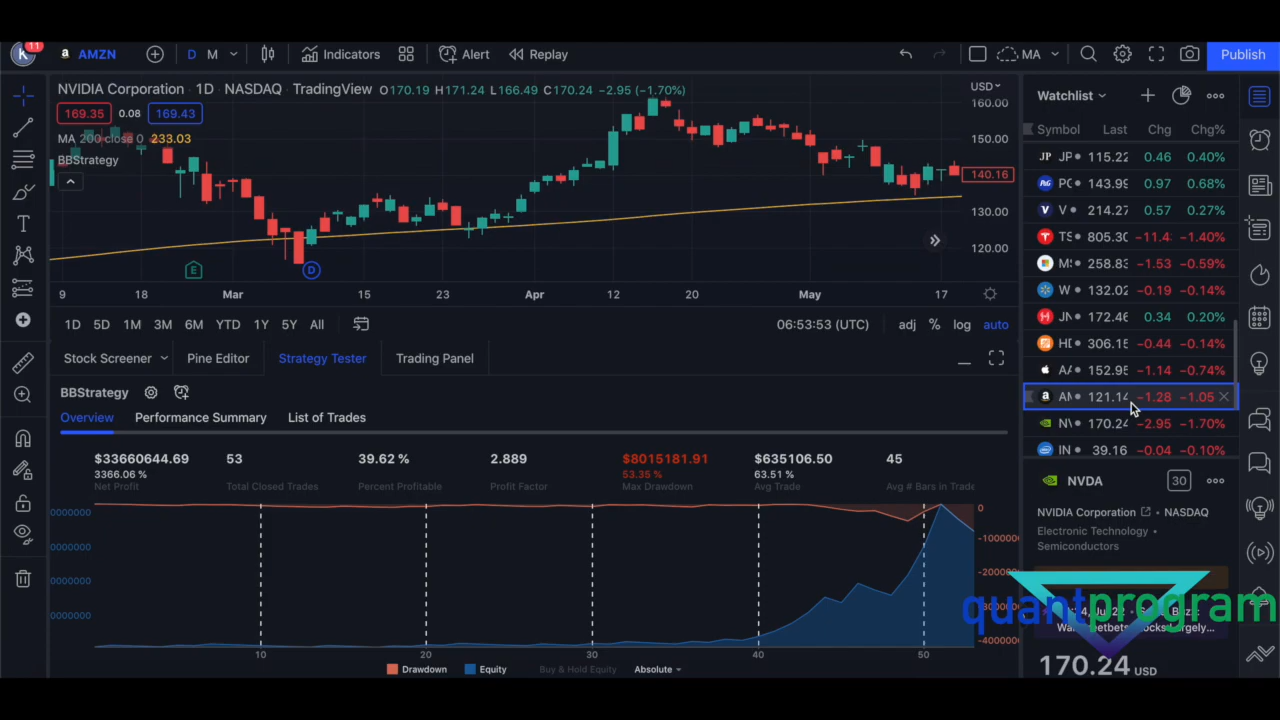 K 11 AMZN D M Indicators Alert Replay MA Publish
NVIDIA Corporation · 1D · NASDAQ · TradingView O170.19 H171.24 L166.49 C170.24 −2.95 (−1.70%)
USD
169.35 0.08 169.43
MA 200 close 0 233.03
BBStrategy
160.00
150.00
140.16
130.00
120.00
E D
9 18 Mar 15 23 Apr 12 20 May 17
1D 5D 1M 3M 6M YTD 1Y 5Y All 06:53:53 (UTC) adj % log auto
Stock Screener Pine Editor Strategy Tester Trading Panel
BBStrategy
Overview Performance Summary List of Trades
$33660644.69 53 39.62 % 2.889 $8015181.91 $635106.50 45
3366.06 % 53.35 % 63.51 %
Net Profit Total Closed Trades Percent Profitable Profit Factor Max Drawdown Avg Trade Avg # Bars in Trade
0
10 20 30 40 50
Drawdown Equity Buy & Hold Equity Absolute
Watchlist
Symbol Last Chg Chg%
JP 115.22 0.46 0.40%
143.99 0.97 0.68%
V 214.27 0.57 0.27%
TS 805.30 −11.4 −1.40%
258.83 −1.53 −0.59%
W 132.02 −0.19 −0.14%
172.46 0.34 0.20%
306.15 −0.44 −0.14%
152.95 −1.14 −0.74%
121.14 −1.28 −1.05
170.24 −2.95 −1.70%
IN 39.16 −0.04 −0.10%
NVDA 30
NVIDIA Corporation · NASDAQ
Electronic Technology ·
Semiconductors
quantprogram
170.24 USD